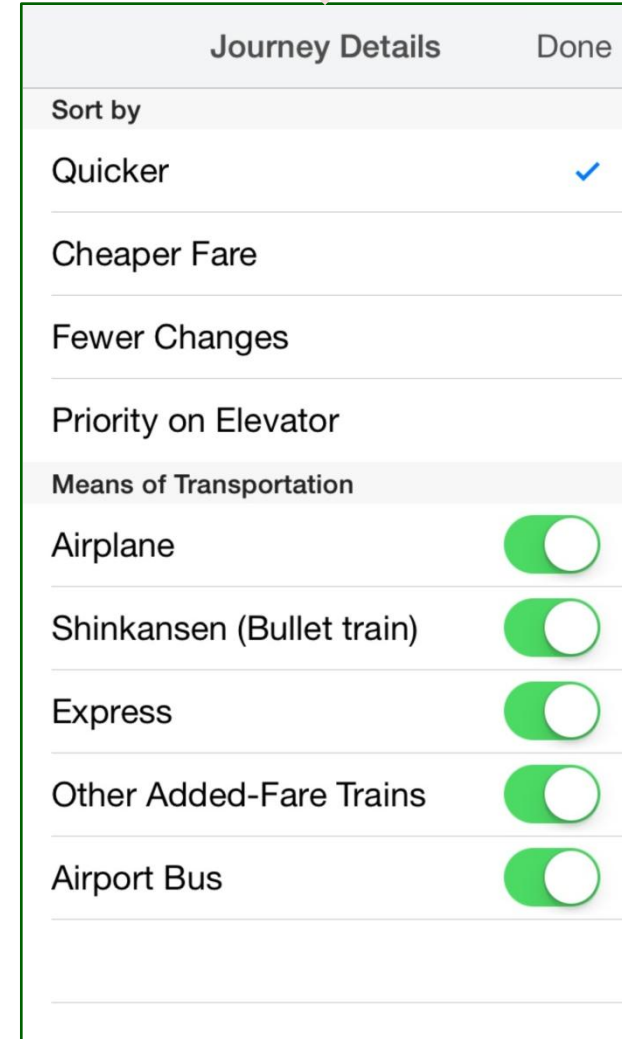 Journey Details Done
Sort by
Quicker
Cheaper Fare
Fewer Changes
Priority on Elevator
Means of Transportation
Airplane
Shinkansen (Bullet train)
Express
Other Added-Fare Trains
Airport Bus